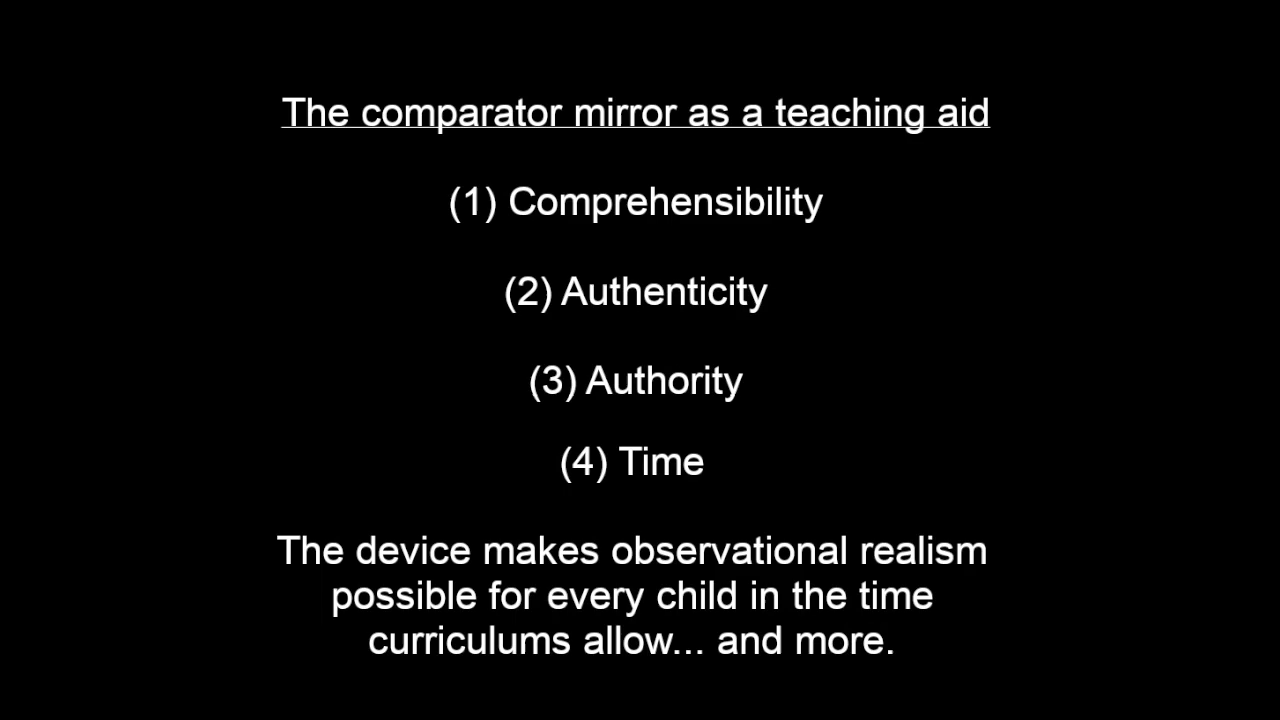 The comparator mirror as a teaching aid
(1) Comprehensibility
(2) Authenticity
(3) Authority
(4) Time
The device makes observational realism
possible for every child in the time
curriculums allow... and more.